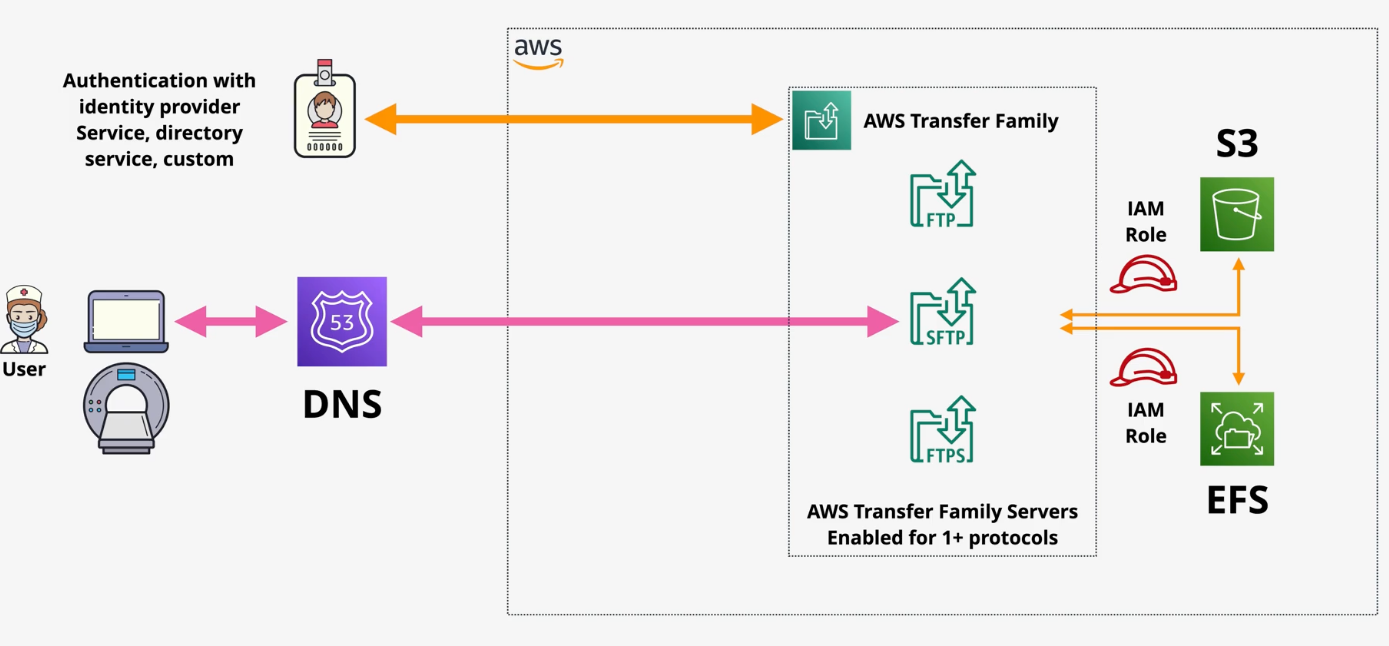 aws
Authentication with
identity provider
Service, directory
service, custom
000000
AWS Transfer Family
S3
FTP
IAM
Role
User
53
DNS
SFTP
IAM
Role
FTPS
EFS
AWS Transfer Family Servers
Enabled for 1+ protocols